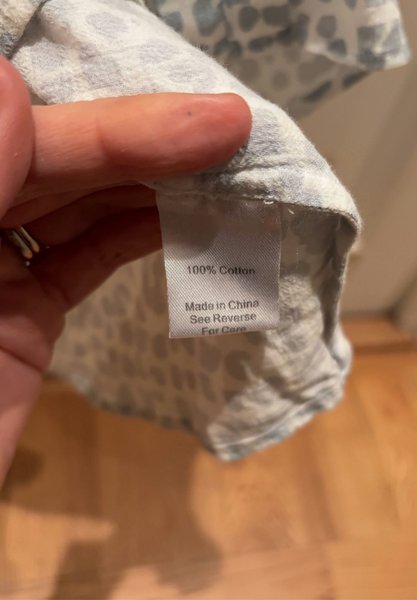 100% Cotton
Made in China
See Reverse
For Care